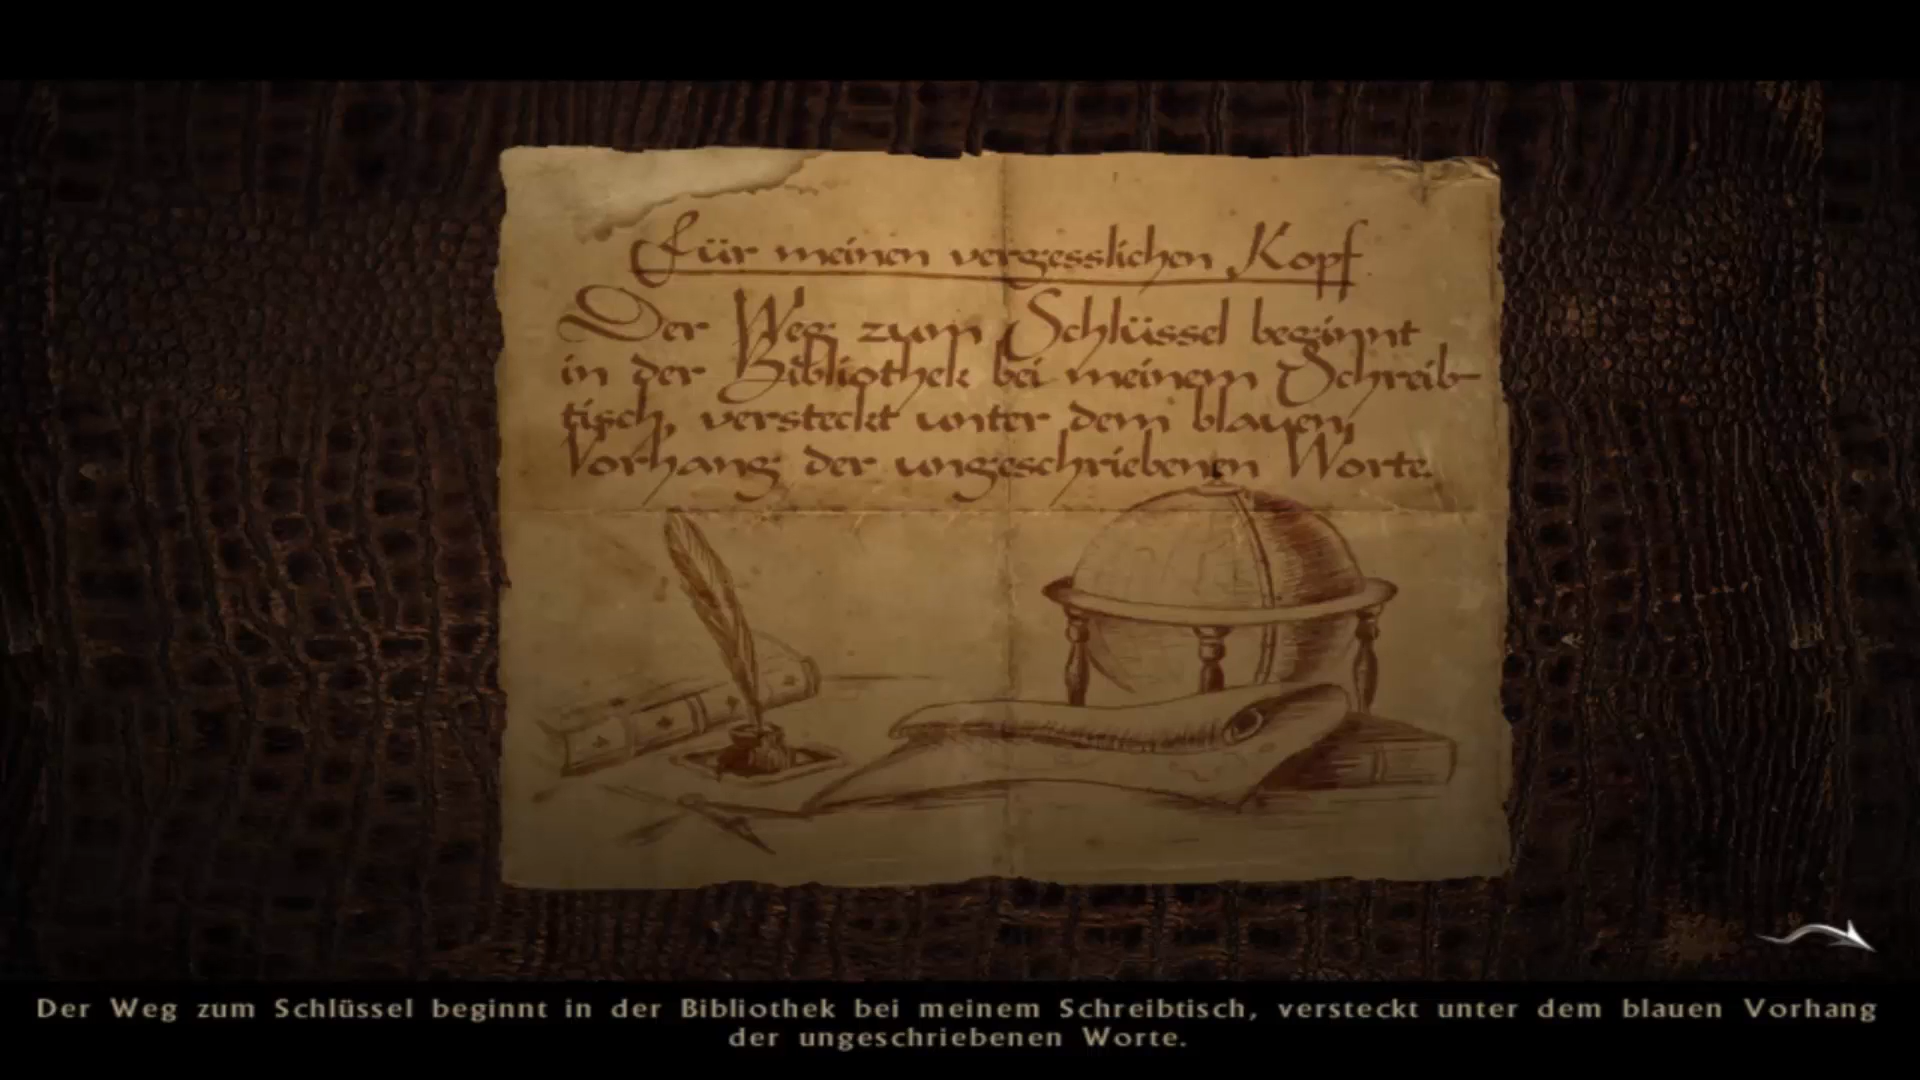 Für meinen vergesslichen Kopf
Der Weg zum Schlüssel beginnt
in der Bibliothek bei meinem Schreib-
tisch, versteckt unter dem blauen
Vorhang der ungeschriebenen Worte.
Der Weg zum Schlüssel beginnt in der Bibliothek bei meinem Schreibtisch, versteckt unter dem blauen Vorhang
der ungeschriebenen Worte.